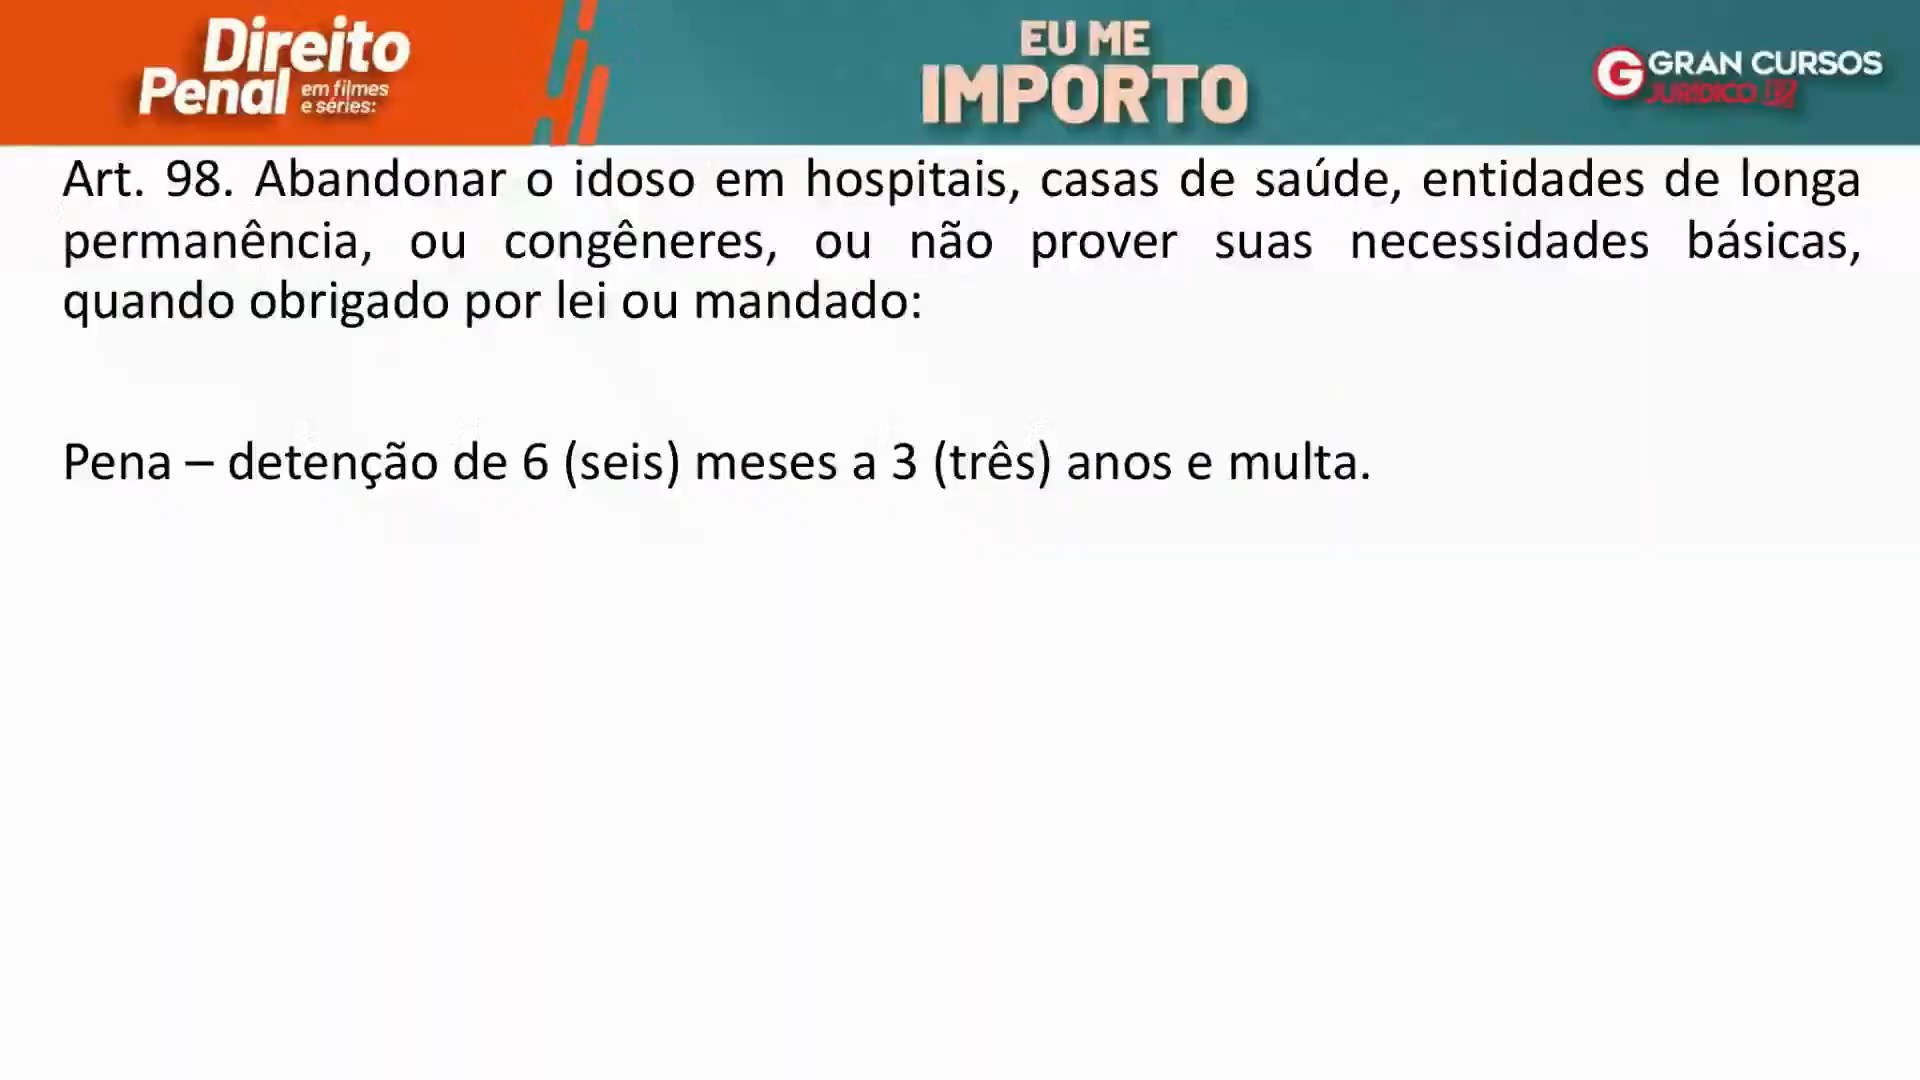 Direito
Penal em filmes
e séries:
EU ME
IMPORTO
GRAN CURSOS
JURÍDICO
Art. 98. Abandonar o idoso em hospitais, casas de saúde, entidades de longa
permanência, ou congêneres, ou não prover suas necessidades básicas,
quando obrigado por lei ou mandado:
Pena – detenção de 6 (seis) meses a 3 (três) anos e multa.